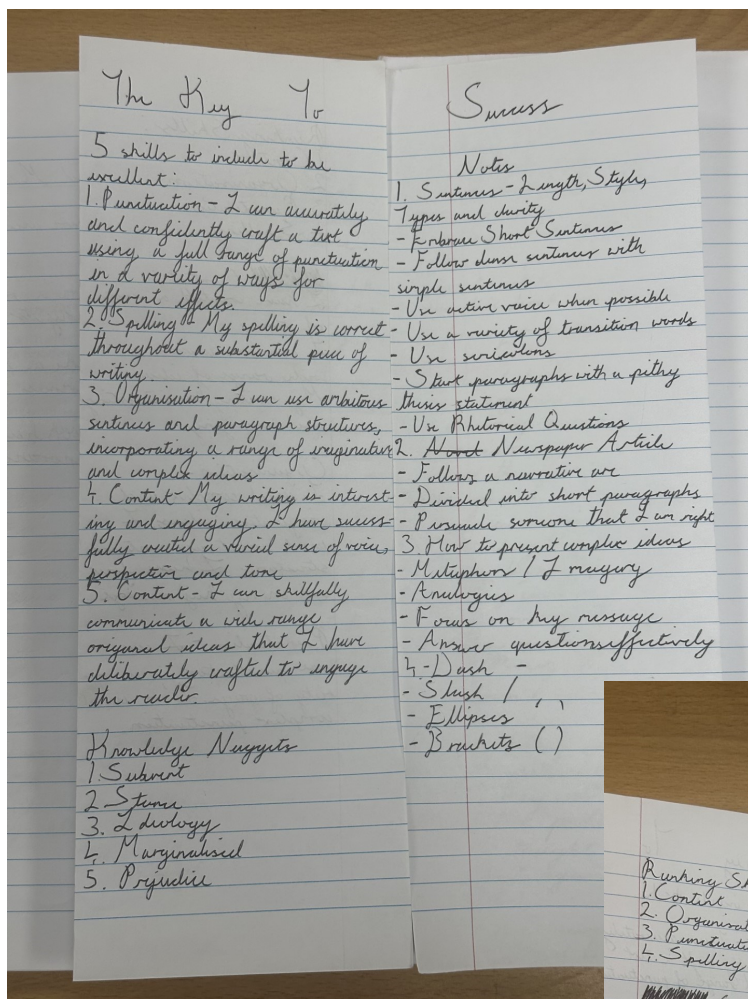 The Key To
5 skills to include to be
excellent:
1. Punctuation - I can accurately
and confidently craft a text
using a full range of punctuation
in a variety of ways for
different effects.
2. Spelling - My spelling is correct
throughout a substantial piece of
writing.
3. Organisation - I can use ambitous
sentences and paragraph structures,
incorporating a range of imaginative
and complex ideas
4. Content - My writing is interest-
ing and engaging. I have sucess-
fully created a varied sense of voice,
perspective and tone
5. Content - I can skillfully
communicate a wide range
origanal ideas that I have
deliberately crafted to engage
the reader.
Knowledge Nuggets
1. Subvert
2 Stance
3. Ideology
4. Marginalised
5. Prejudice
Success
Notes
1. Sentences - Length, Style,
Types and clarity
- Embrace Short Sentences
- Follow dense sentences with
simple sentences
- Use active voice when possible
- Use a variety of transition words
- Use semicolons
- Start paragraphs with a pithy
thesis statement
- Use Rhetorical Questions
2. Novel Newspaper Article
- Follows a narrative arc
- Divided into short paragraphs
- Persuade someone that I am right
3 How to present complex ideas
- Metaphors / Imagery
- Analogies
- Focus on key message
- Answer questions effectively
4 - Dash -
- Slash /
- Ellipses , , ,
- Brackets ( )
Ranking
1. Content
2. Organisat
3. Punctuati
4. Spelling